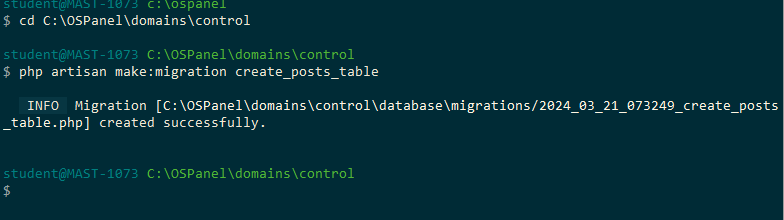 student@MAST-1073 c:\ospanel
$ cd C:\OSPanel\domains\control
student@MAST-1073 C:\OSPanel\domains\control
$ php artisan make:migration create_posts_table
INFO Migration [C:\OSPanel\domains\control\database\migrations/2024_03_21_073249_create_posts
_table.php] created successfully.
student@MAST-1073 C:\OSPanel\domains\control
$